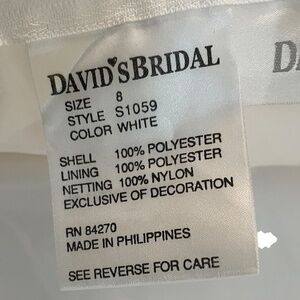 DAVID'S BRIDAL
SIZE 8
STYLE S1059
COLOR WHITE
SHELL 100% POLYESTER
LINING 100% POLYESTER
NETTING 100% NYLON
EXCLUSIVE OF DECORATION
RN 84270
MADE IN PHILIPPINES
SEE REVERSE FOR CARE